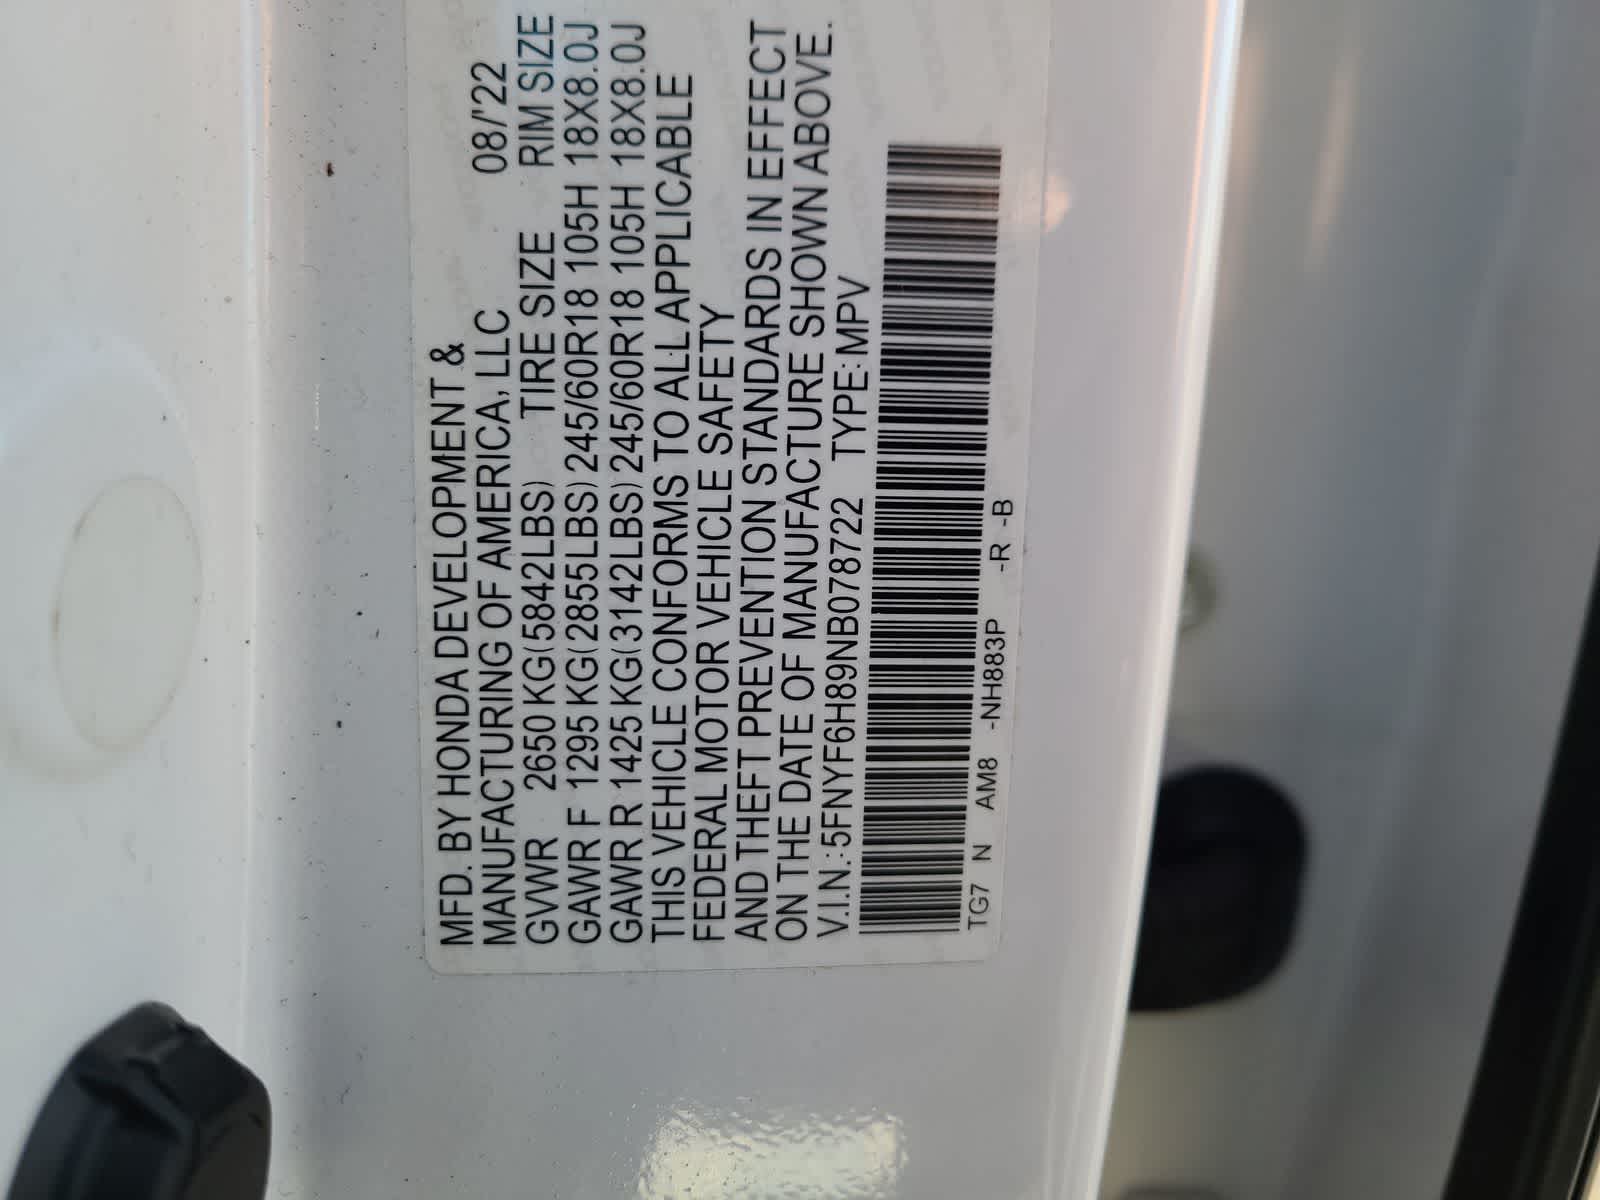 MFD. BY HONDA DEVELOPMENT &
MANUFACTURING OF AMERICA, LLC 08/'22
GVWR 2650 KG(5842LBS) TIRE SIZE RIM SIZE
GAWR F 1295 KG(2855LBS) 245/60R18 105H 18X8.0J
GAWR R 1425 KG(3142LBS) 245/60R18 105H 18X8.0J
THIS VEHICLE CONFORMS TO ALL APPLICABLE
FEDERAL MOTOR VEHICLE SAFETY
AND THEFT PREVENTION STANDARDS IN EFFECT
ON THE DATE OF MANUFACTURE SHOWN ABOVE.
V.I.N.: 5FNYF6H89NB078722 TYPE: MPV
TG7 N AM8 -NH883P -R -B